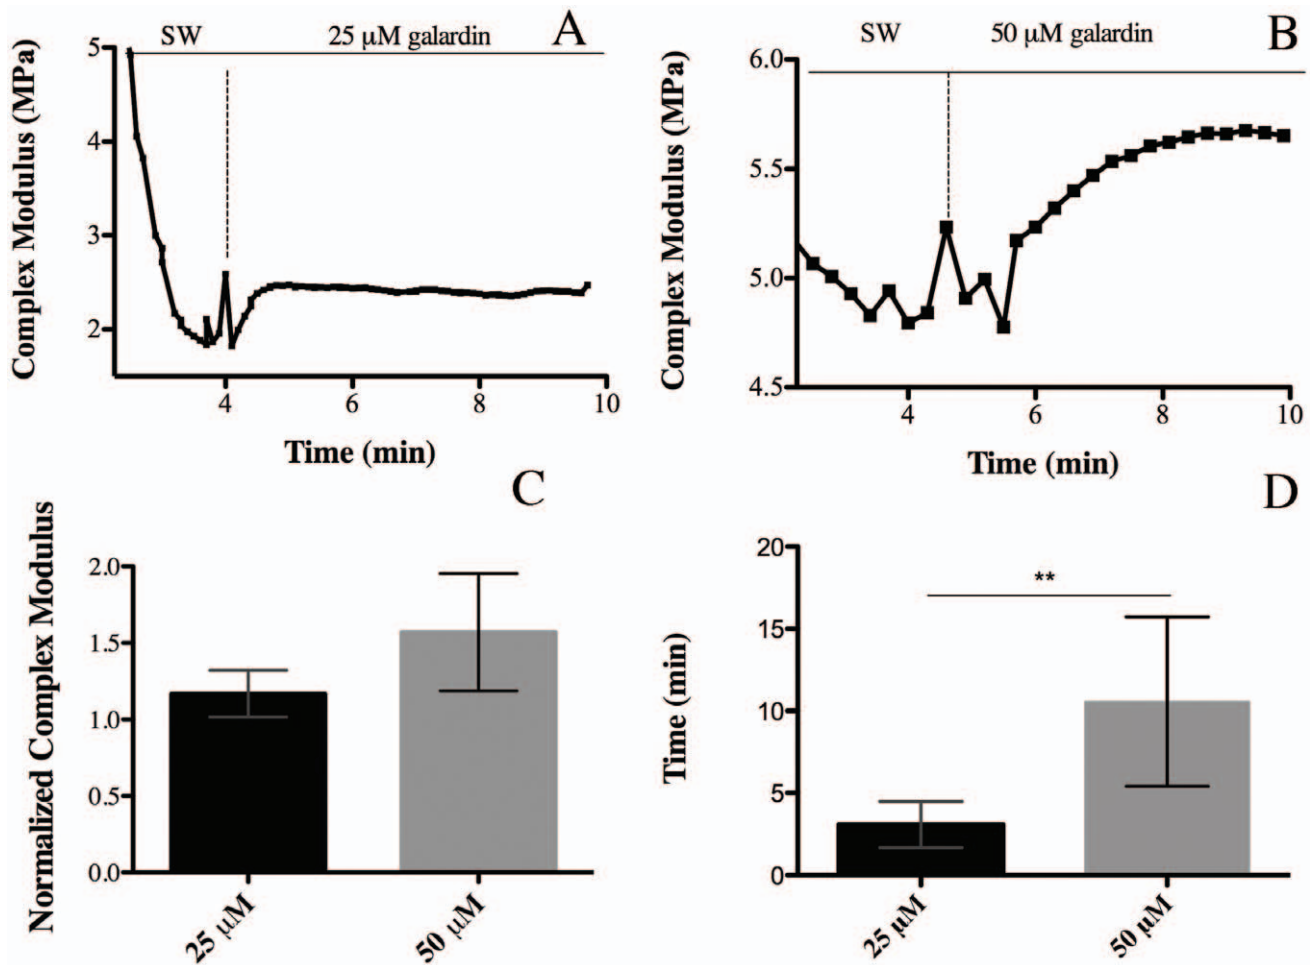 SW 25 μM galardin A
Complex Modulus (MPa)
5
4
3
2
4 6 8 10
Time (min)
SW 50 μM galardin B
Complex Modulus (MPa)
6.0
5.5
5.0
4.5
4 6 8 10
Time (min)
C
Normalized Complex Modulus
2.0
1.5
1.0
0.5
0.0
25 μM 50 μM
D
Time (min)
20
15
10
5
0
**
25 μM 50 μM